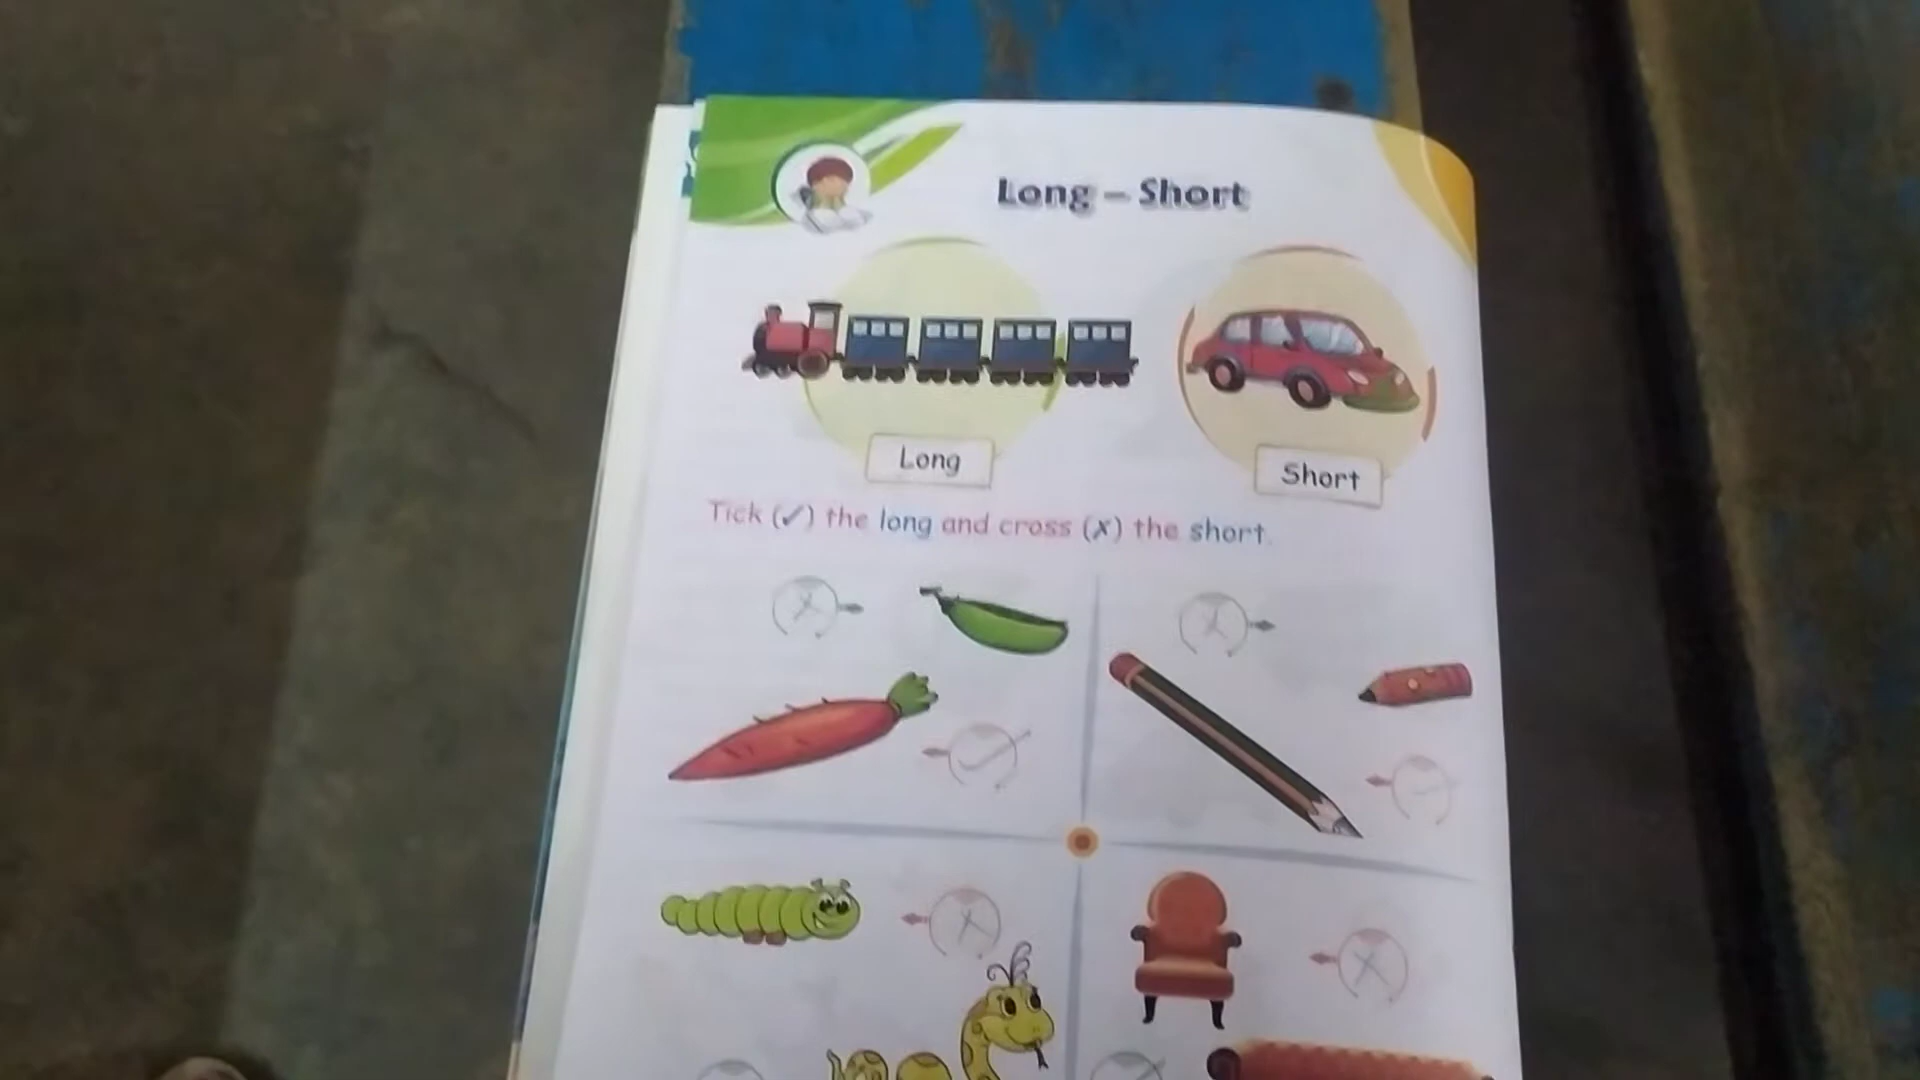 Long – Short
Long
Short
Tick (✓) the long and cross (✗) the short.